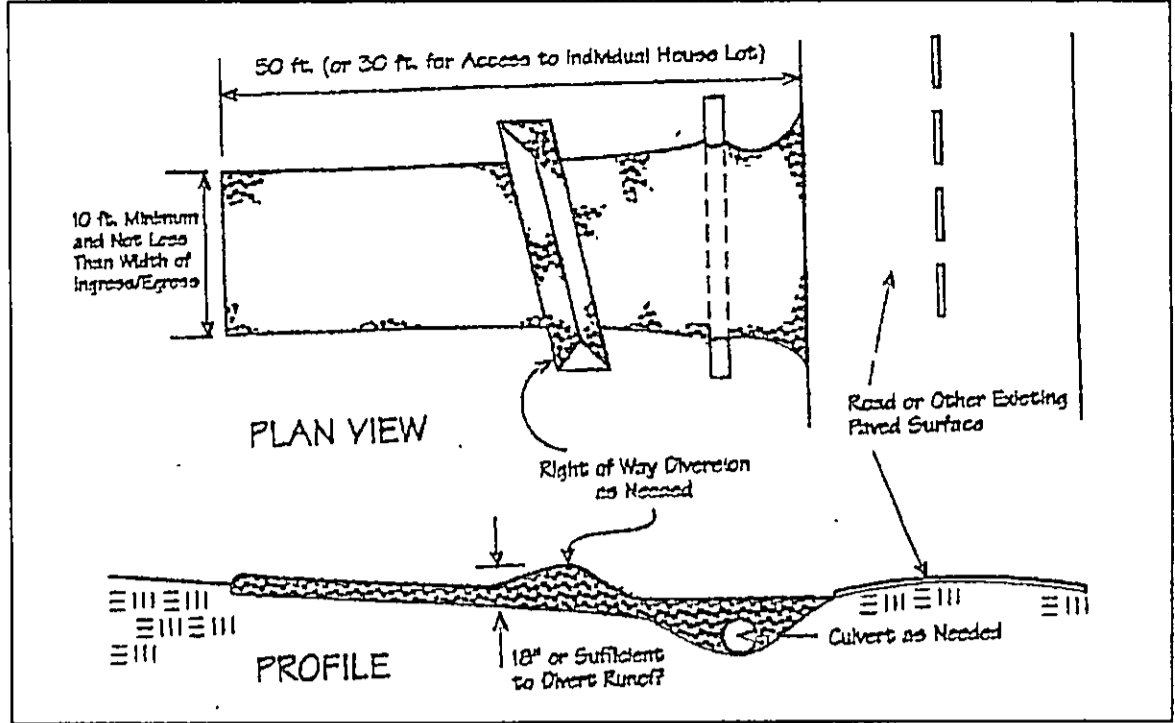 50 ft. (or 30 ft. for Access to Individual House Lot)
10 ft. Minimum
and Not Less
Than Width of
Ingress/Egress
PLAN VIEW
Road or Other Existing
Paved Surface
Right of Way Diversion
as Needed
Culvert as Needed
18" or Sufficient
to Divert Runoff
PROFILE